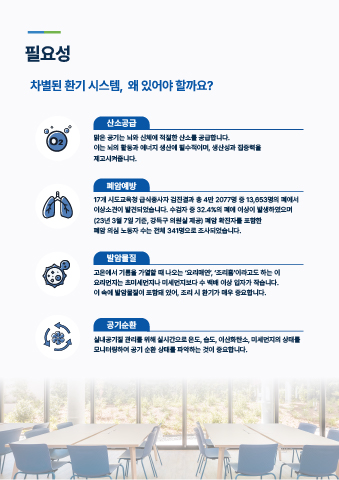 필요성
차별된 환기 시스템, 왜 있어야 할까요?
산소공급
O2
맑은 공기는 뇌와 신체에 적절한 산소를 공급합니다.
이는 뇌의 활동과 에너지 생산에 필수적이며, 생산성과 집중력을
제고시켜줍니다.
폐암예방
17개 시도교육청 급식종사자 검진결과 총 4만 2077명 중 13,653명의 폐에서
이상소견이 발견되었습니다. 수검자 중 32.4%의 폐에 이상이 발생하였으며
(23년 3월 7일 기준, 강득구 의원실 제공) 폐암 확진자를 포함한
폐암 의심 노동자 수는 전체 341명으로 조사되었습니다.
발암물질
고온에서 기름을 가열할 때 나오는 '요리매연', '조리흄'이라고도 하는 이
요리먼지는 초미세먼지나 미세먼지보다 수 백배 이상 입자가 작습니다.
이 속에 발암물질이 포함돼 있어, 조리 시 환기가 매우 중요합니다.
공기순환
실내공기질 관리를 위해 실시간으로 온도, 습도, 이산화탄소, 미세먼지의 상태를
모니터링하여 공기 순환 상태를 파악하는 것이 중요합니다.